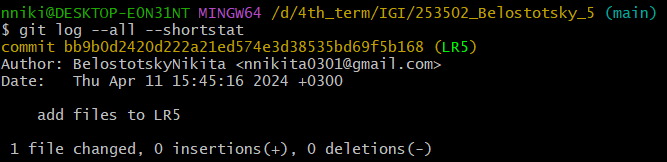 nniki@DESKTOP-EON31NT MINGW64 /d/4th_term/IGI/253502_Belostotsky_5 (main)
$ git log --all --shortstat
commit bb9b0d2420d222a21ed574e3d38535bd69f5b168 (LR5)
Author: BelostotskyNikita <nnikita0301@gmail.com>
Date:   Thu Apr 11 15:45:16 2024 +0300

    add files to LR5

 1 file changed, 0 insertions(+), 0 deletions(-)